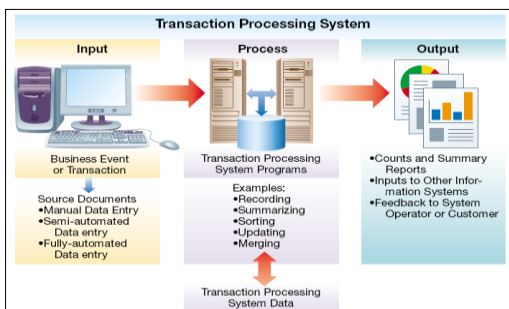 Transaction Processing System
Input
Process
Output
Business Event
or Transaction
Source Documents
•Manual Data Entry
•Semi-automated
Data entry
•Fully-automated
Data entry
Transaction Processing
System Programs
Examples:
•Recording
•Summarizing
•Sorting
•Updating
•Merging
Transaction Processing
System Data
•Counts and Summary
Reports
•Inputs to Other Infor-
mation Systems
•Feedback to System
Operator or Customer